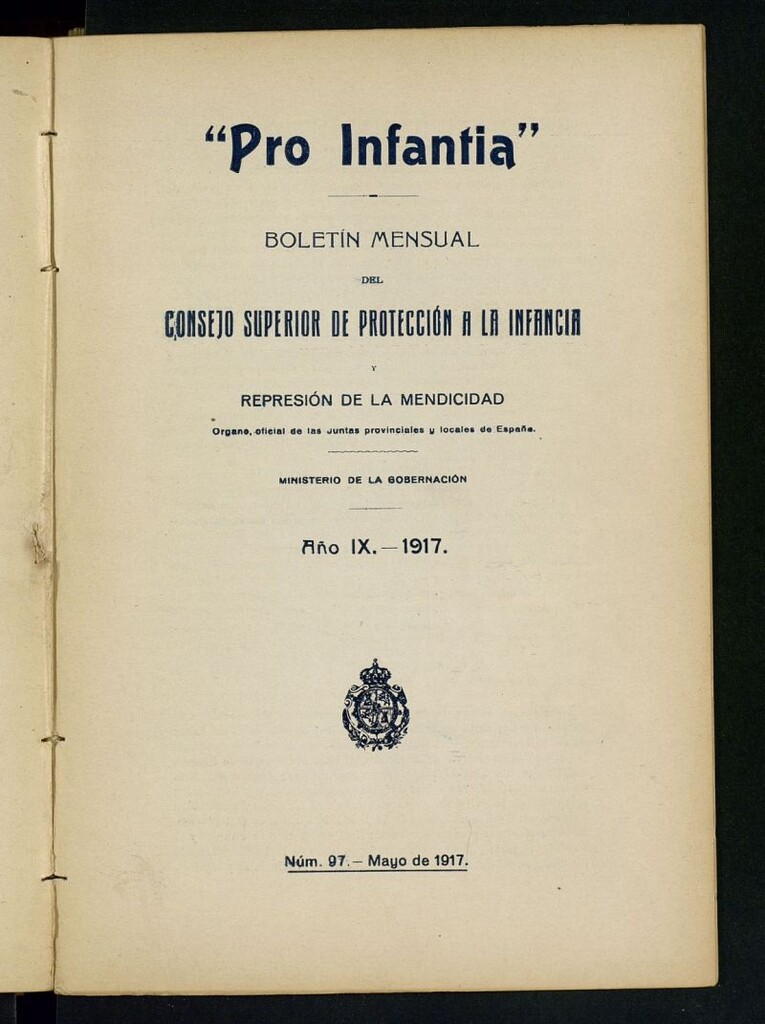 “Pro Infantia”
BOLETÍN MENSUAL
DEL
CONSEJO SUPERIOR DE PROTECCIÓN A LA INFANCIA
Y
REPRESIÓN DE LA MENDICIDAD
Organo, oficial de las Juntas provinciales y locales de España.
MINISTERIO DE LA GOBERNACIÓN
Año IX.—1917.
Núm. 97.—Mayo de 1917.